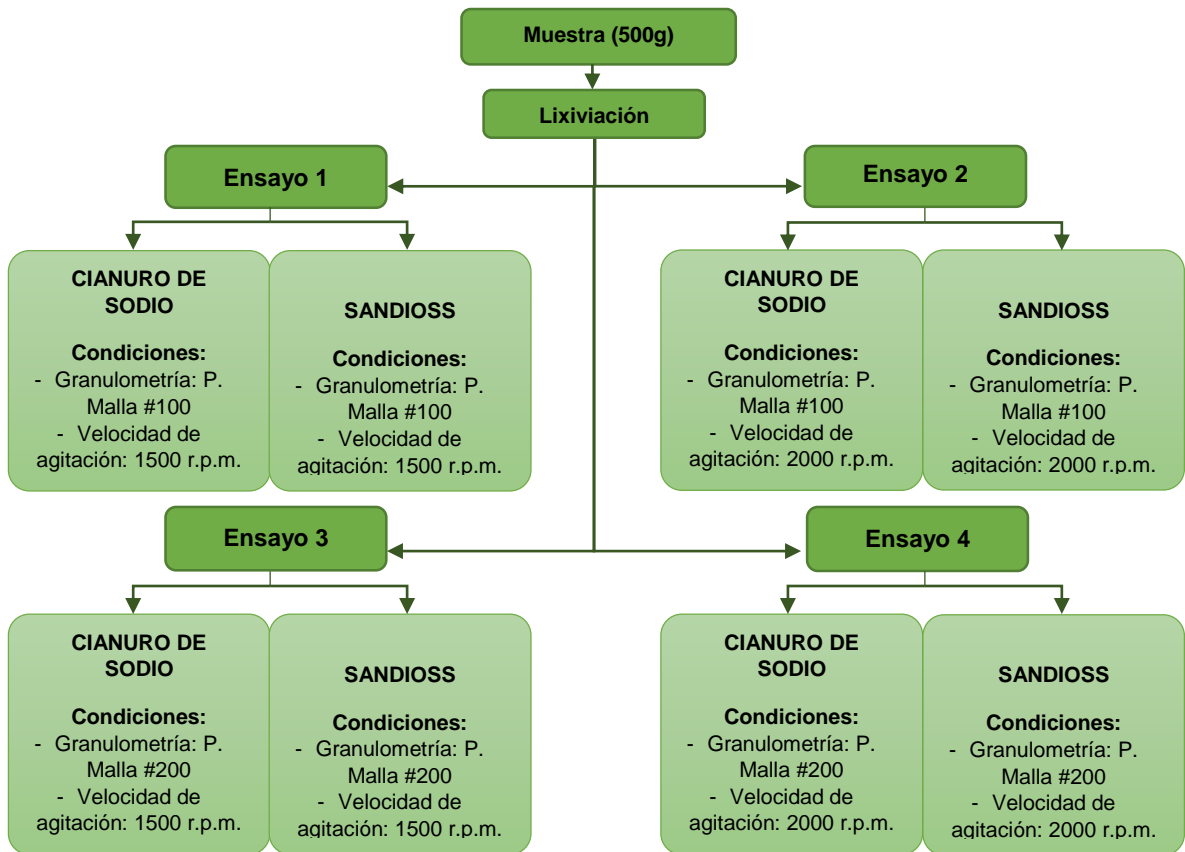 Muestra (500g)
Lixiviación
Ensayo 1
Ensayo 2
CIANURO DE
SODIO
Condiciones:
- Granulometría: P.
Malla #100
- Velocidad de
agitación: 1500 r.p.m.
SANDIOSS
Condiciones:
- Granulometría: P.
Malla #100
- Velocidad de
agitación: 1500 r.p.m.
CIANURO DE
SODIO
Condiciones:
- Granulometría: P.
Malla #100
- Velocidad de
agitación: 2000 r.p.m.
SANDIOSS
Condiciones:
- Granulometría: P.
Malla #100
- Velocidad de
agitación: 2000 r.p.m.
Ensayo 3
Ensayo 4
CIANURO DE
SODIO
Condiciones:
- Granulometría: P.
Malla #200
- Velocidad de
agitación: 1500 r.p.m.
SANDIOSS
Condiciones:
- Granulometría: P.
Malla #200
- Velocidad de
agitación: 1500 r.p.m.
CIANURO DE
SODIO
Condiciones:
- Granulometría: P.
Malla #200
- Velocidad de
agitación: 2000 r.p.m.
SANDIOSS
Condiciones:
- Granulometría: P.
Malla #200
- Velocidad de
agitación: 2000 r.p.m.